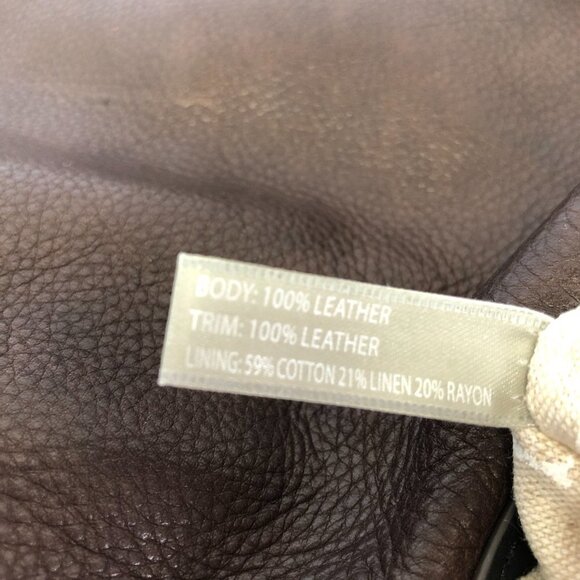 BODY: 100% LEATHER
TRIM: 100% LEATHER
LINING: 59% COTTON 21% LINEN 20% RAYON